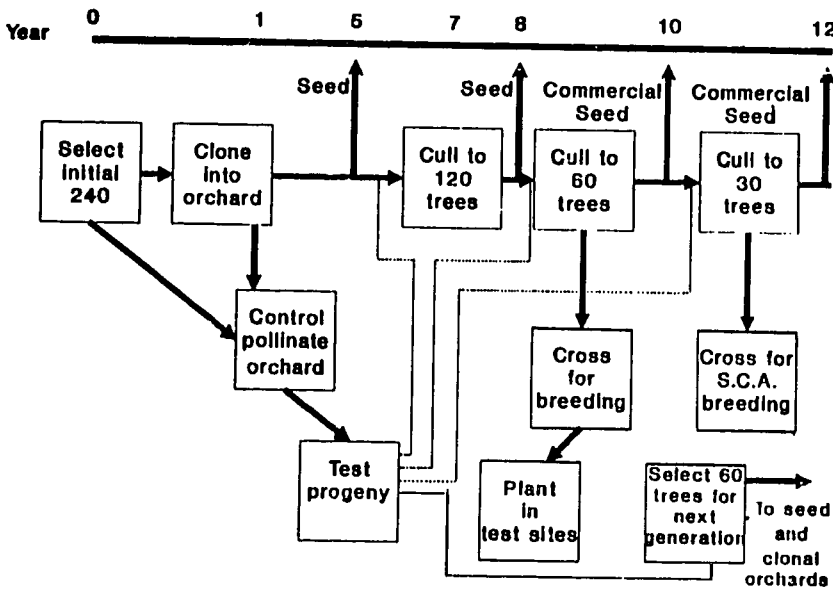 Year 0 1 5 7 8 10 12
Seed
Seed
Commercial
Seed
Commercial
Seed
Select
initial
240
Clone
into
orchard
Cull to
120
trees
Cull to
60
trees
Cull to
30
trees
Control
pollinate
orchard
Cross
for
breeding
Cross for
S.C.A.
breeding
Test
progeny
Plant
in
test sites
Select 60
trees for
next
generation
To seed
and
clonal
orchards